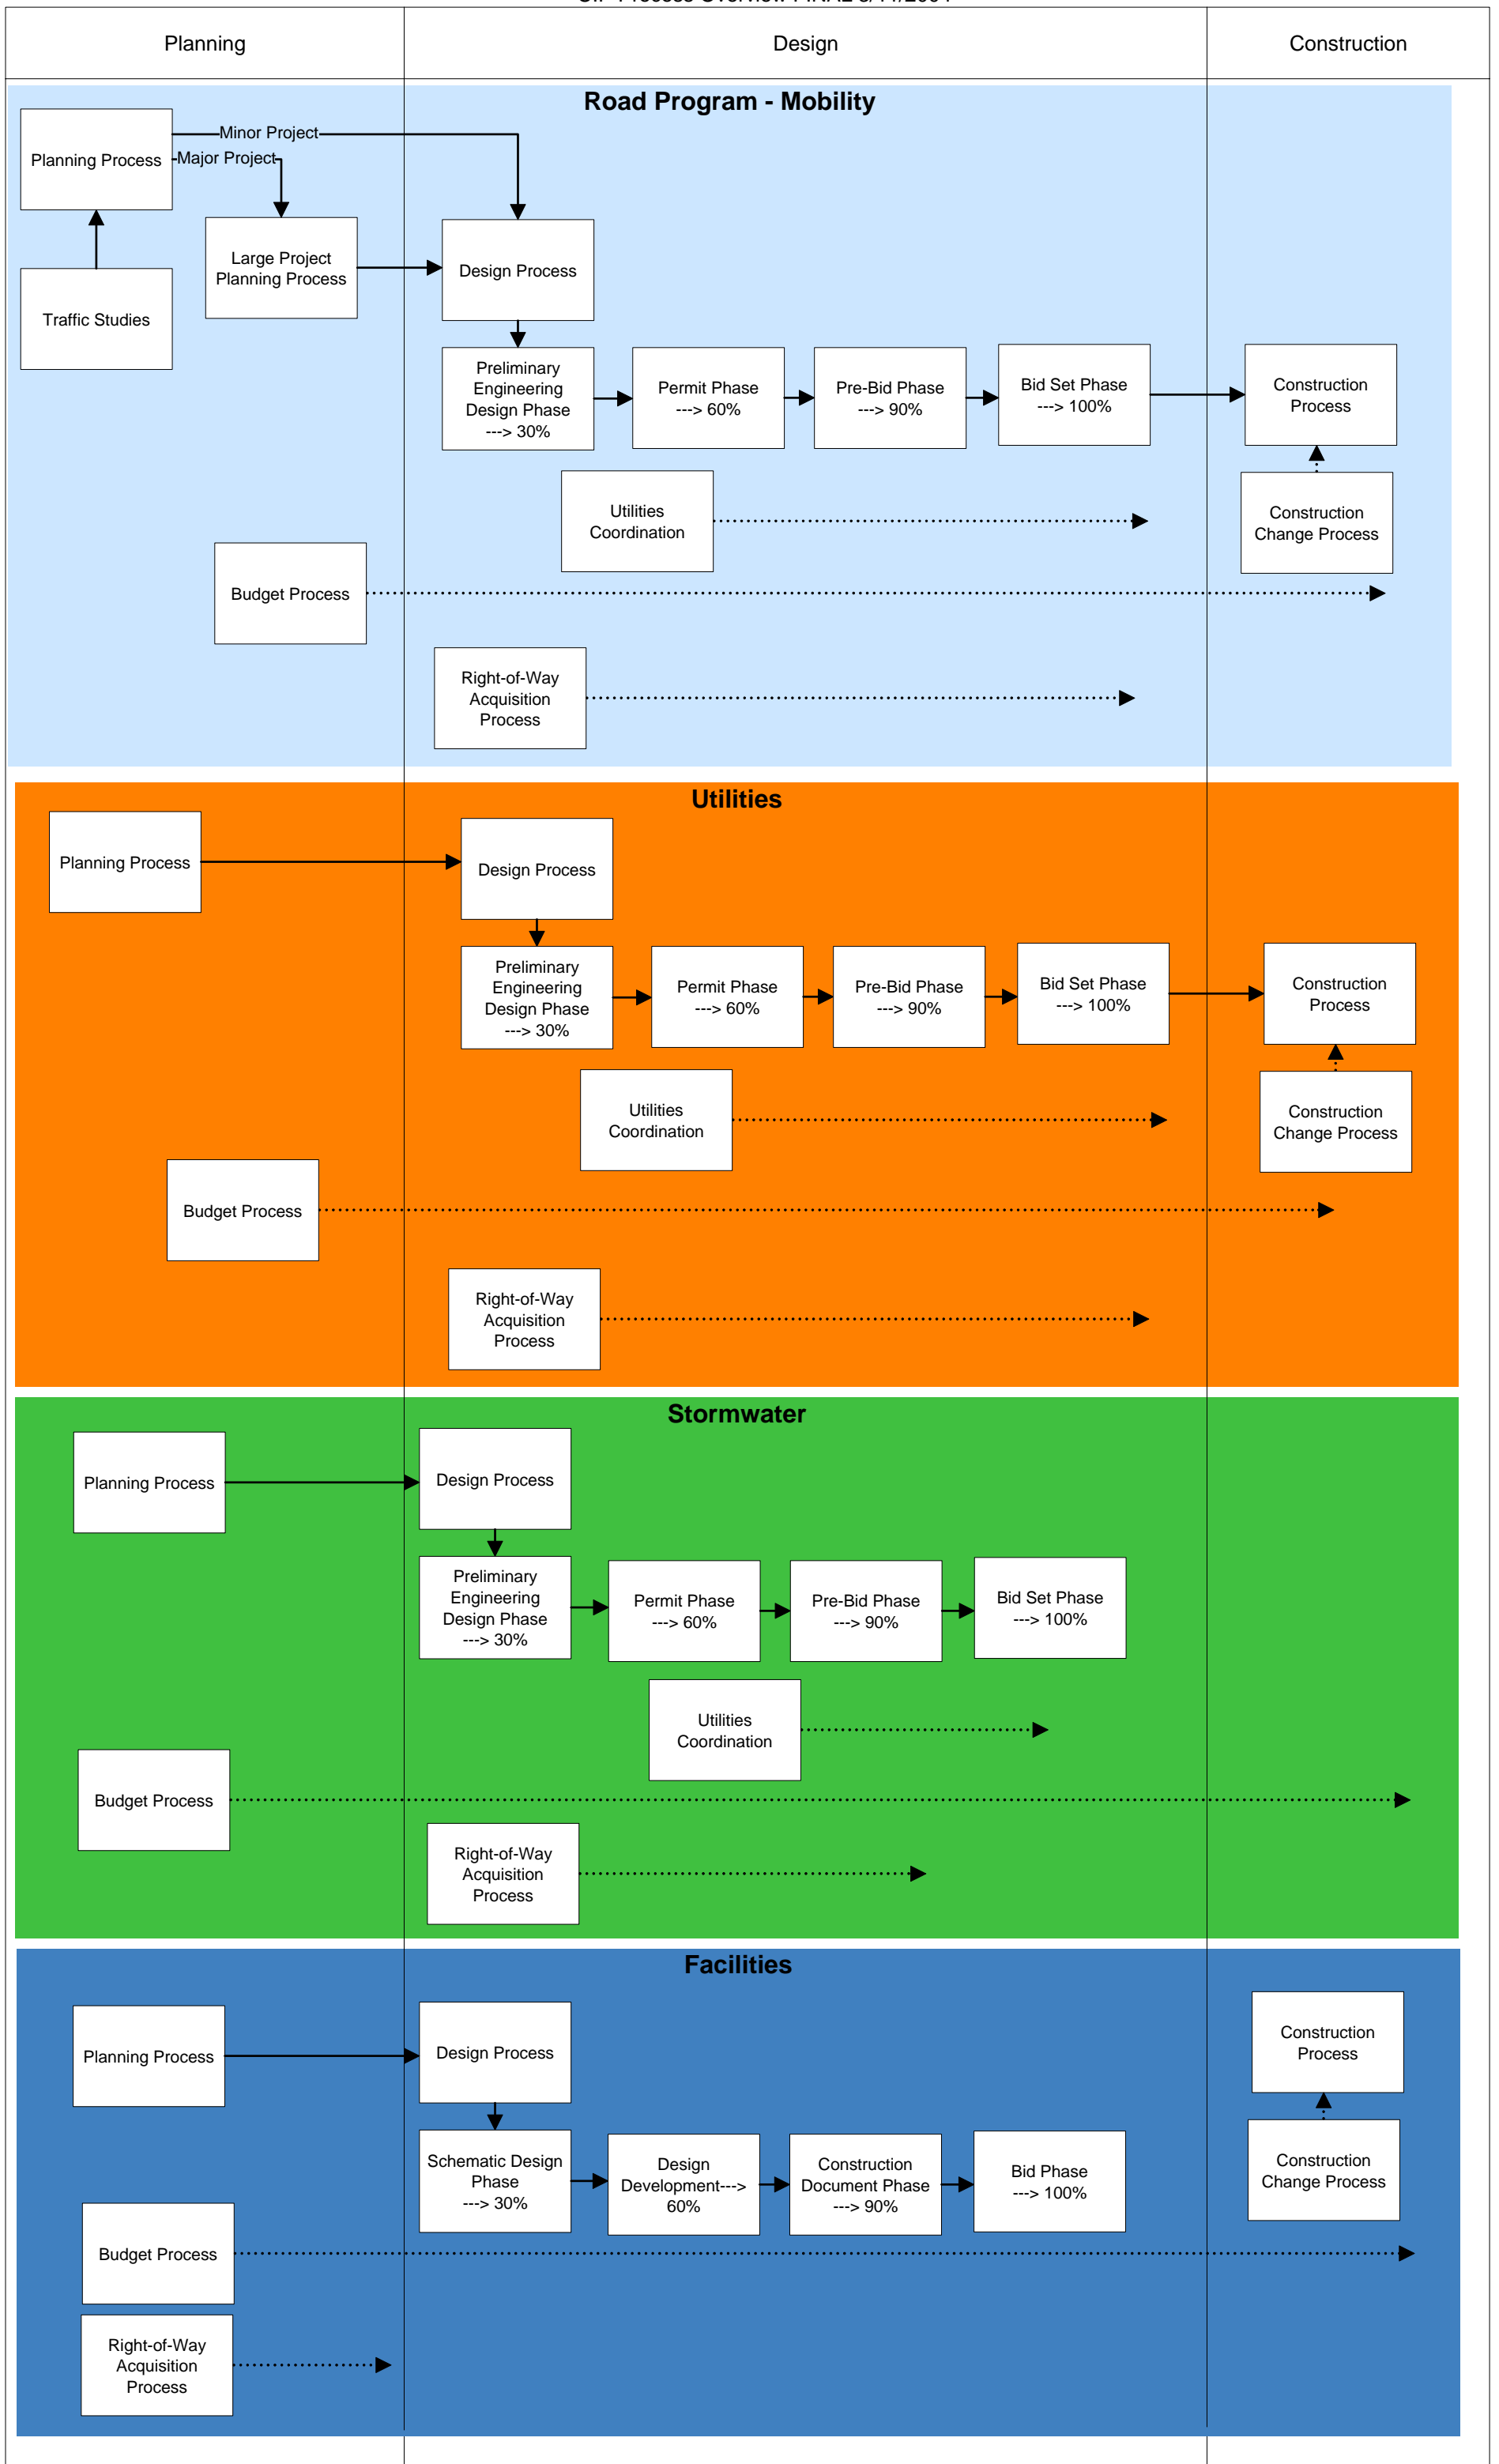 Planning
Design
Construction
Road Program - Mobility
Planning Process
Minor Project
Major Project
Large Project
Planning Process
Traffic Studies
Design Process
Preliminary
Engineering
Design Phase
---> 30%
Permit Phase
---> 60%
Pre-Bid Phase
---> 90%
Bid Set Phase
---> 100%
Construction
Process
Utilities
Coordination
Construction
Change Process
Budget Process
Right-of-Way
Acquisition
Process
Utilities
Planning Process
Design Process
Preliminary
Engineering
Design Phase
---> 30%
Permit Phase
---> 60%
Pre-Bid Phase
---> 90%
Bid Set Phase
---> 100%
Construction
Process
Utilities
Coordination
Construction
Change Process
Budget Process
Right-of-Way
Acquisition
Process
Stormwater
Planning Process
Design Process
Preliminary
Engineering
Design Phase
---> 30%
Permit Phase
---> 60%
Pre-Bid Phase
---> 90%
Bid Set Phase
---> 100%
Utilities
Coordination
Budget Process
Right-of-Way
Acquisition
Process
Facilities
Planning Process
Design Process
Construction
Process
Schematic Design
Phase
---> 30%
Design
Development--->
60%
Construction
Document Phase
---> 90%
Bid Phase
---> 100%
Construction
Change Process
Budget Process
Right-of-Way
Acquisition
Process